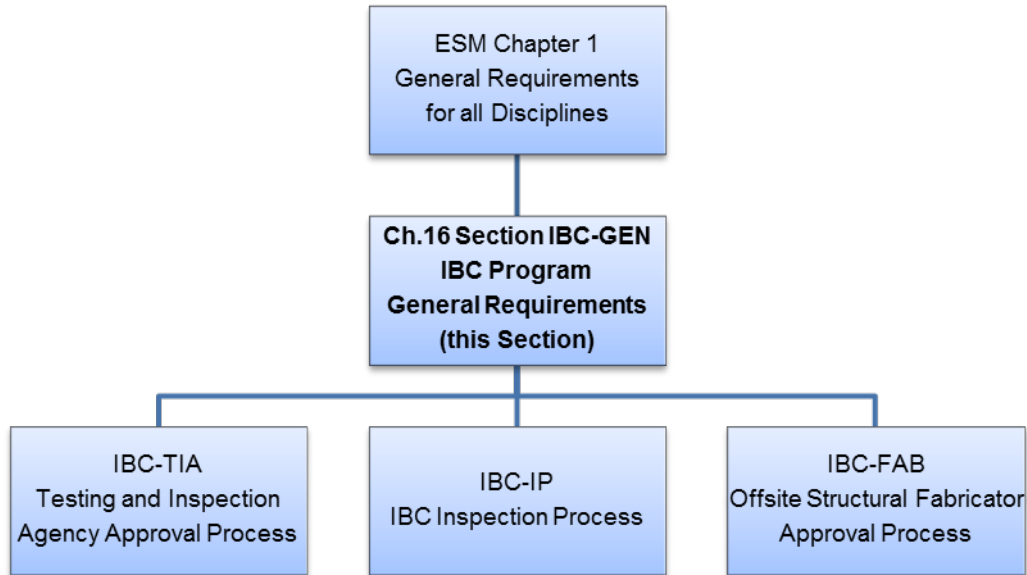 ESM Chapter 1
General Requirements
for all Disciplines
Ch.16 Section IBC-GEN
IBC Program
General Requirements
(this Section)
IBC-TIA
Testing and Inspection
Agency Approval Process
IBC-IP
IBC Inspection Process
IBC-FAB
Offsite Structural Fabricator
Approval Process